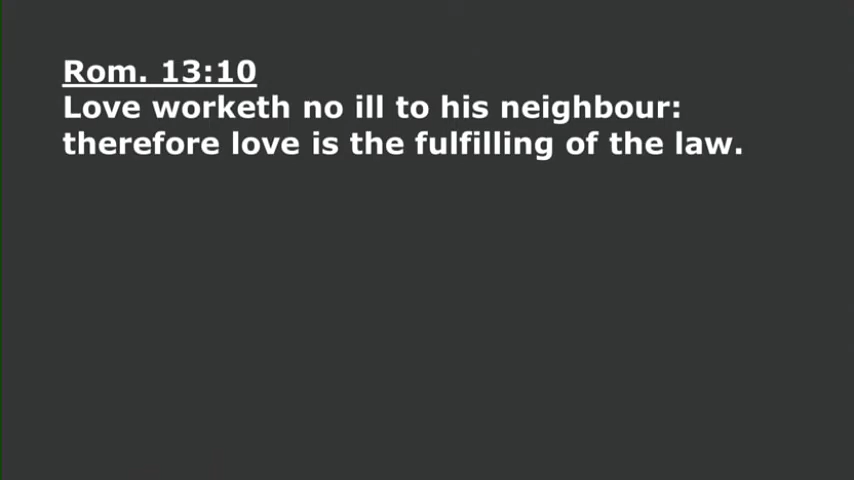 Rom. 13:10
Love worketh no ill to his neighbour:
therefore love is the fulfilling of the law.